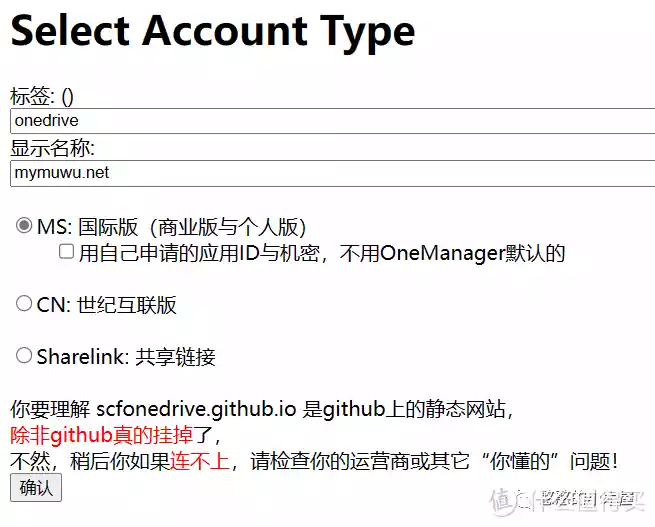 Select Account Type
标签: ()
onedrive
显示名称:
mymuwu.net
MS: 国际版（商业版与个人版）
用自己申请的应用ID与机密，不用OneManager默认的
CN: 世纪互联版
Sharelink: 共享链接
你要理解 scfonedrive.github.io 是github上的静态网站，
除非github真的挂掉了，
不然，稍后你如果连不上，请检查你的运营商或其它“你懂的”问题！
确认